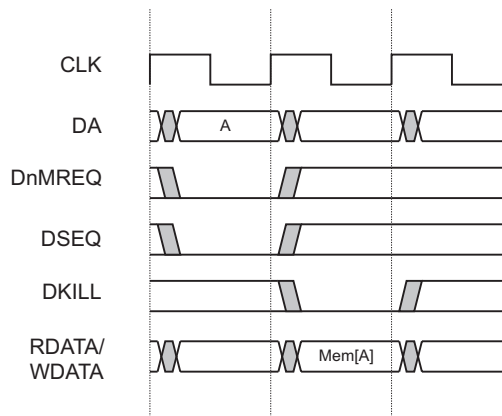 CLK
DA
A
DnMREQ
DSEQ
DKILL
RDATA/
WDATA
Mem[A]